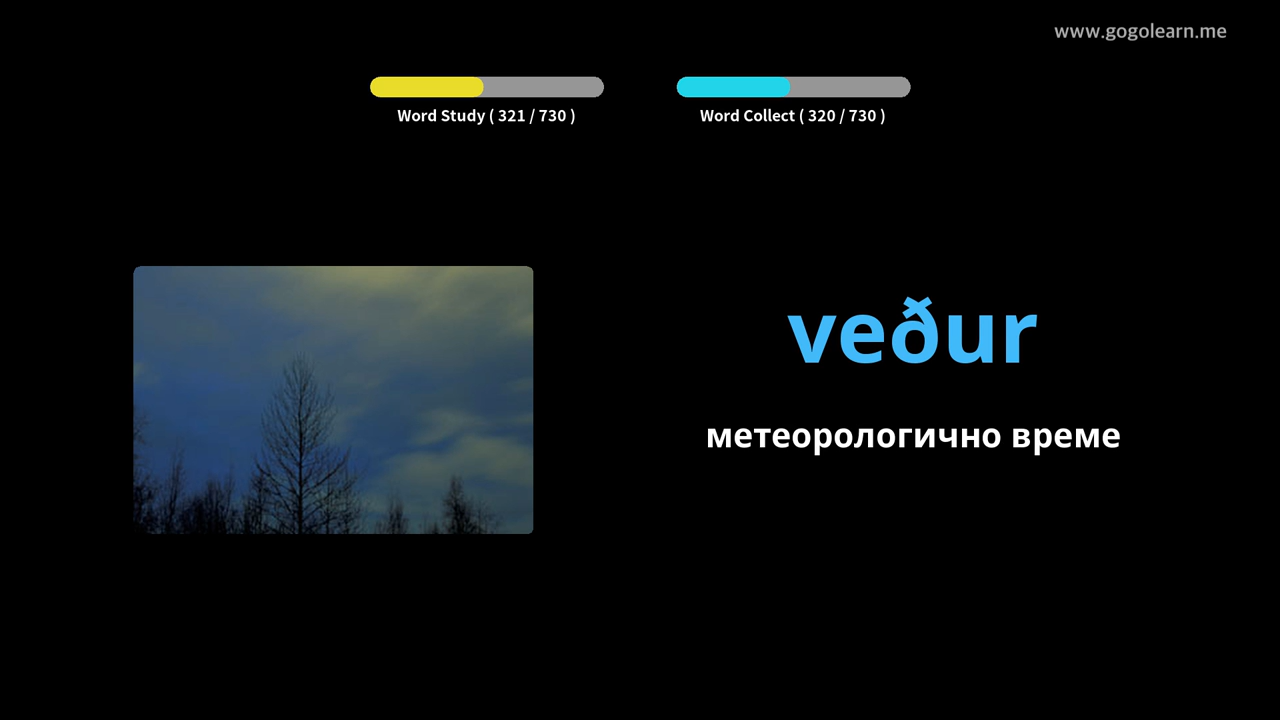 www.gogolearn.me
Word Study ( 321 / 730 )
Word Collect ( 320 / 730 )
veður
метеорологично време